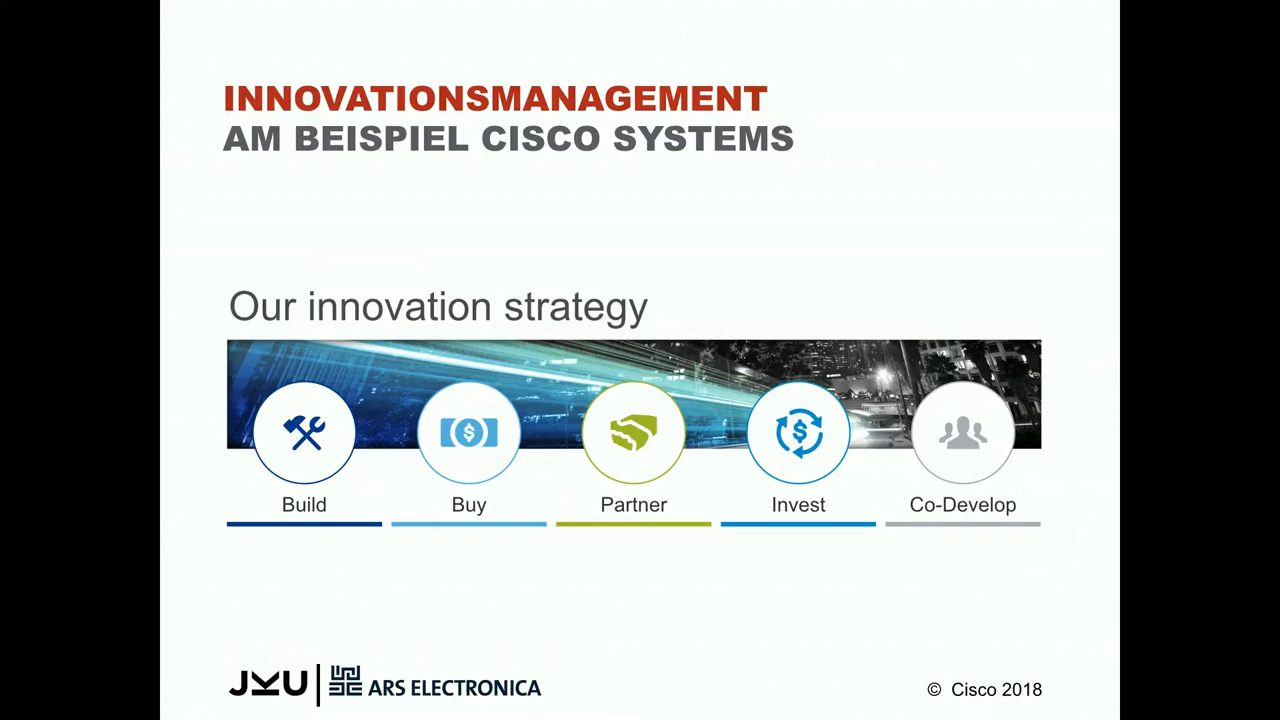 INNOVATIONSMANAGEMENT
AM BEISPIEL CISCO SYSTEMS
Our innovation strategy
Build
Buy
Partner
Invest
Co-Develop
JKU
ARS ELECTRONICA
© Cisco 2018